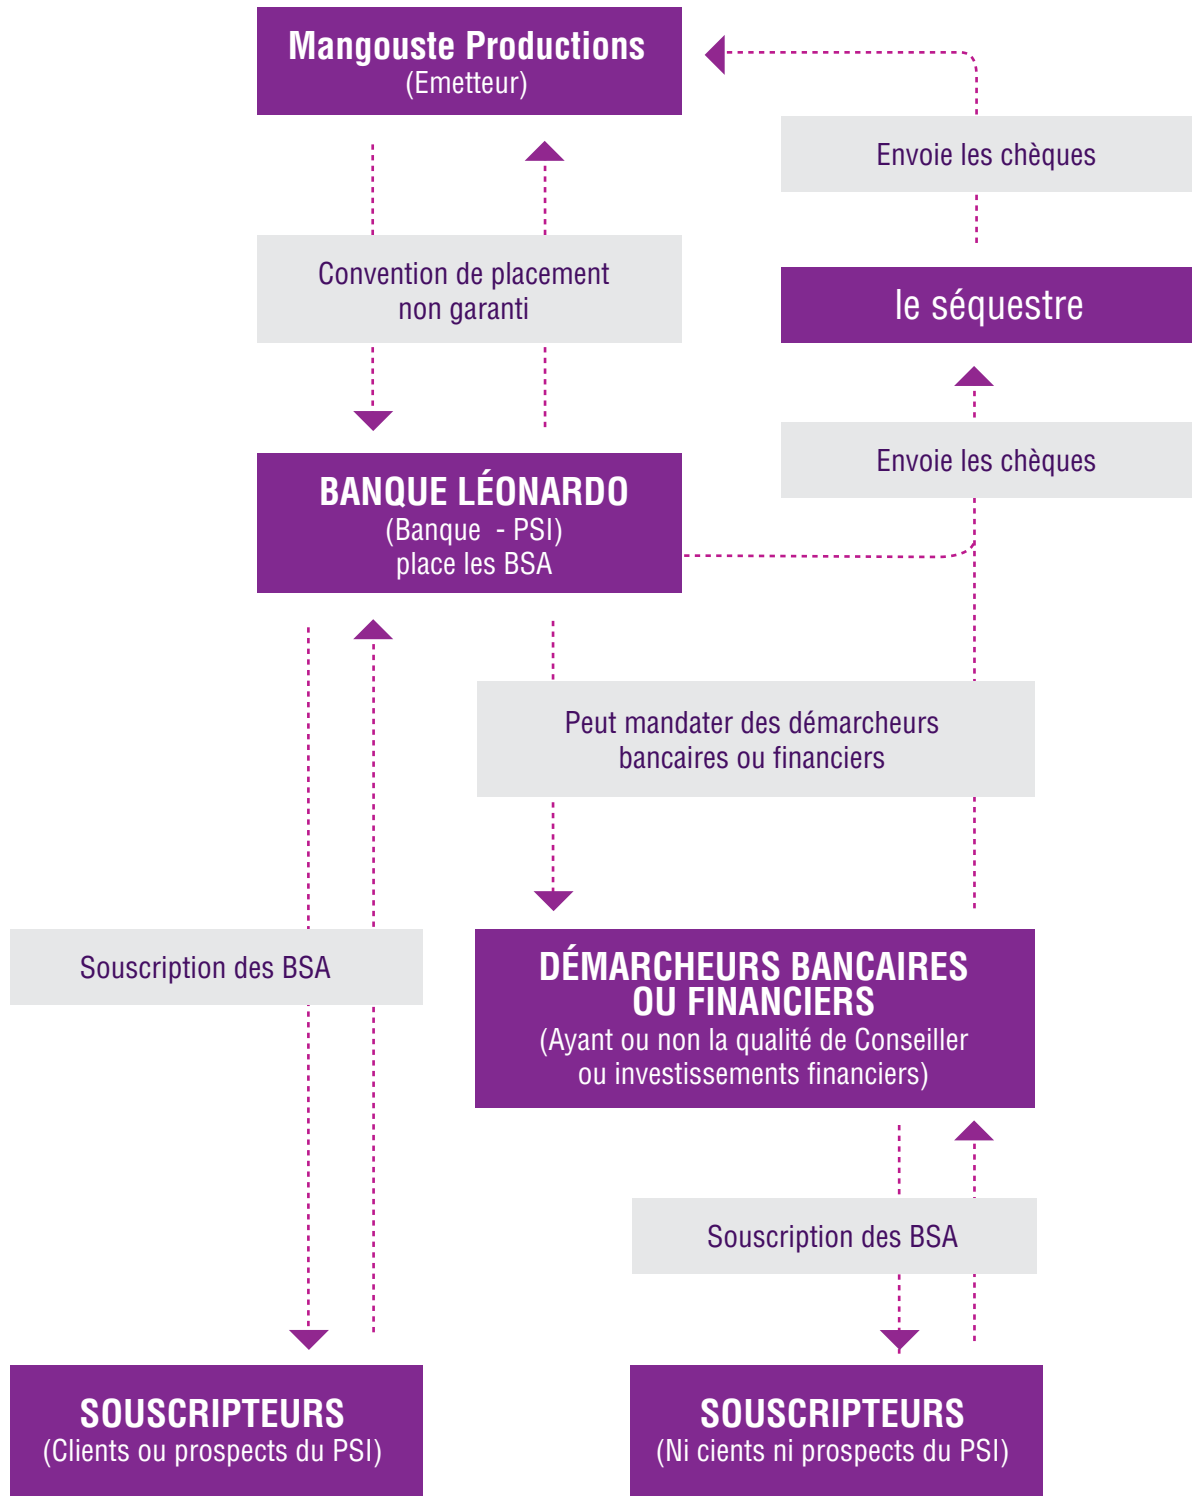 Mangouste Productions
(Emetteur)
Envoie les chèques
Convention de placement
non garanti
le séquestre
Envoie les chèques
BANQUE LÉONARDO
(Banque - PSI)
place les BSA
Peut mandater des démarcheurs
bancaires ou financiers
Souscription des BSA
DÉMARCHEURS BANCAIRES
OU FINANCIERS
(Ayant ou non la qualité de Conseiller
ou investissements financiers)
Souscription des BSA
SOUSCRIPTEURS
(Clients ou prospects du PSI)
SOUSCRIPTEURS
(Ni cients ni prospects du PSI)